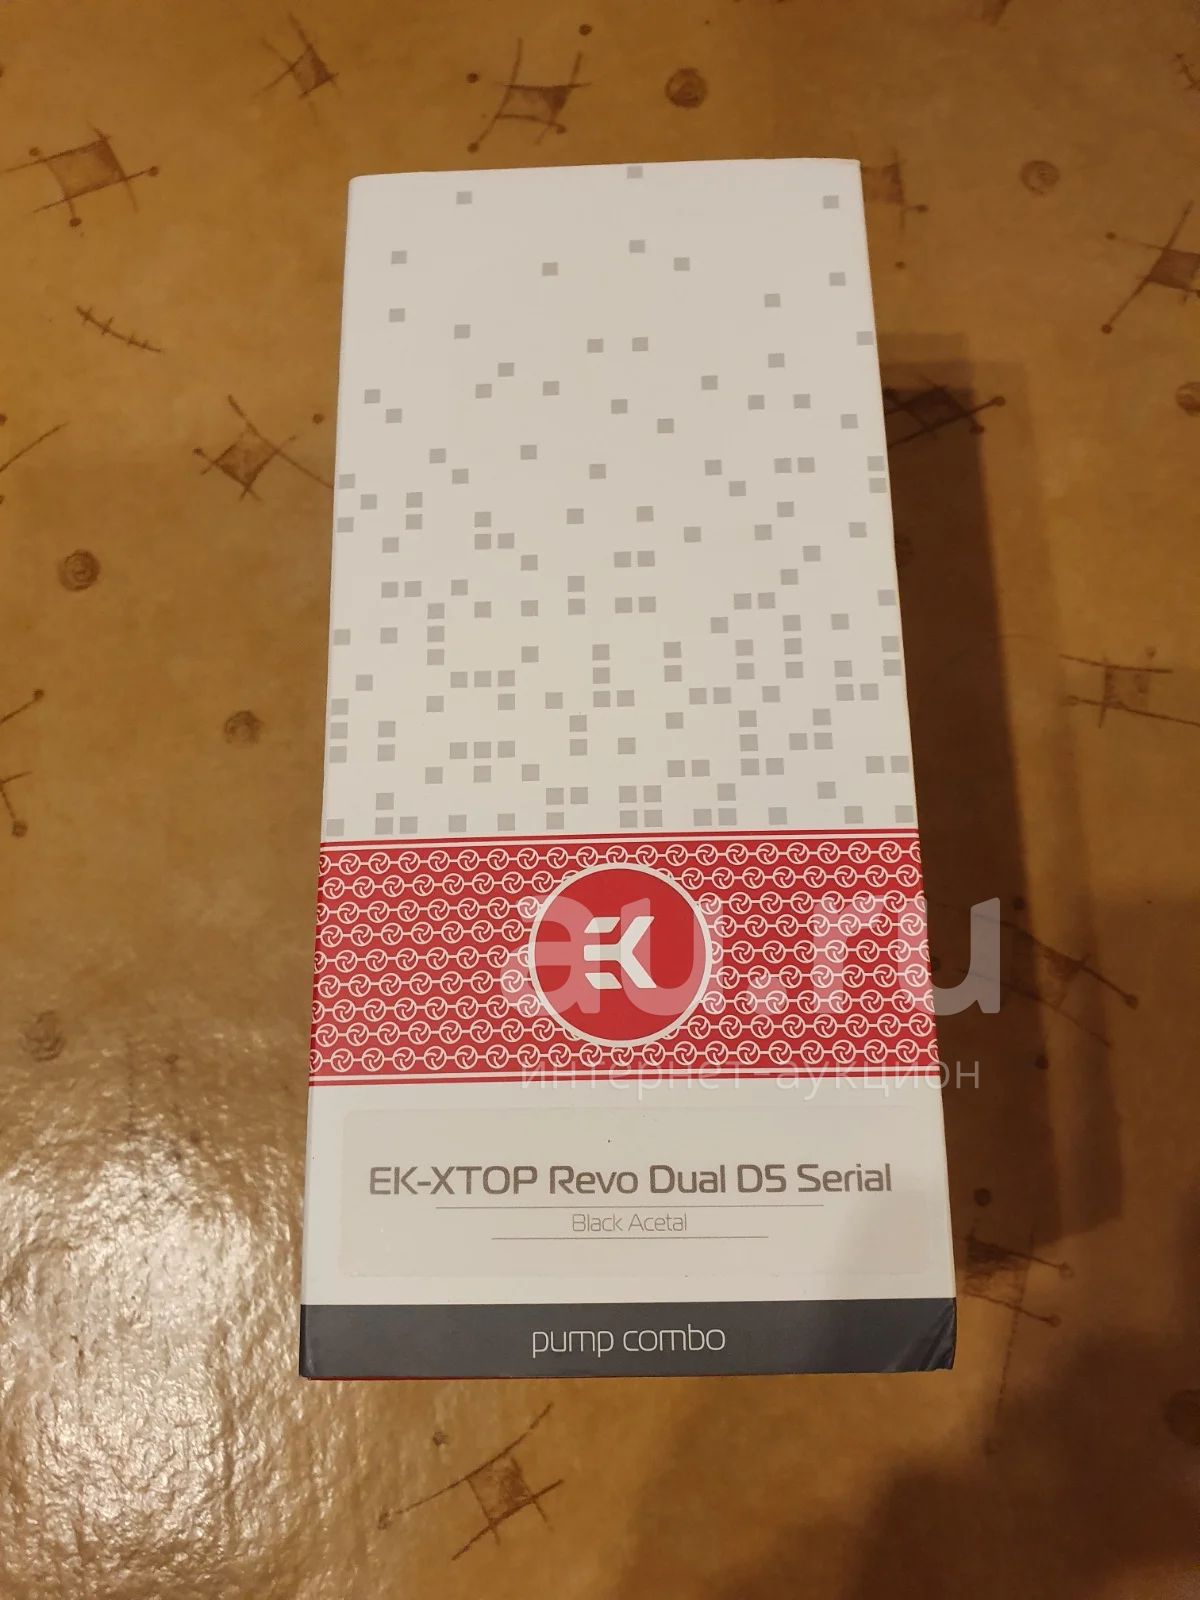 EK
au.ru
интернет-аукцион
EK-XTOP Revo Dual D5 Serial
Black Acetal
pump combo